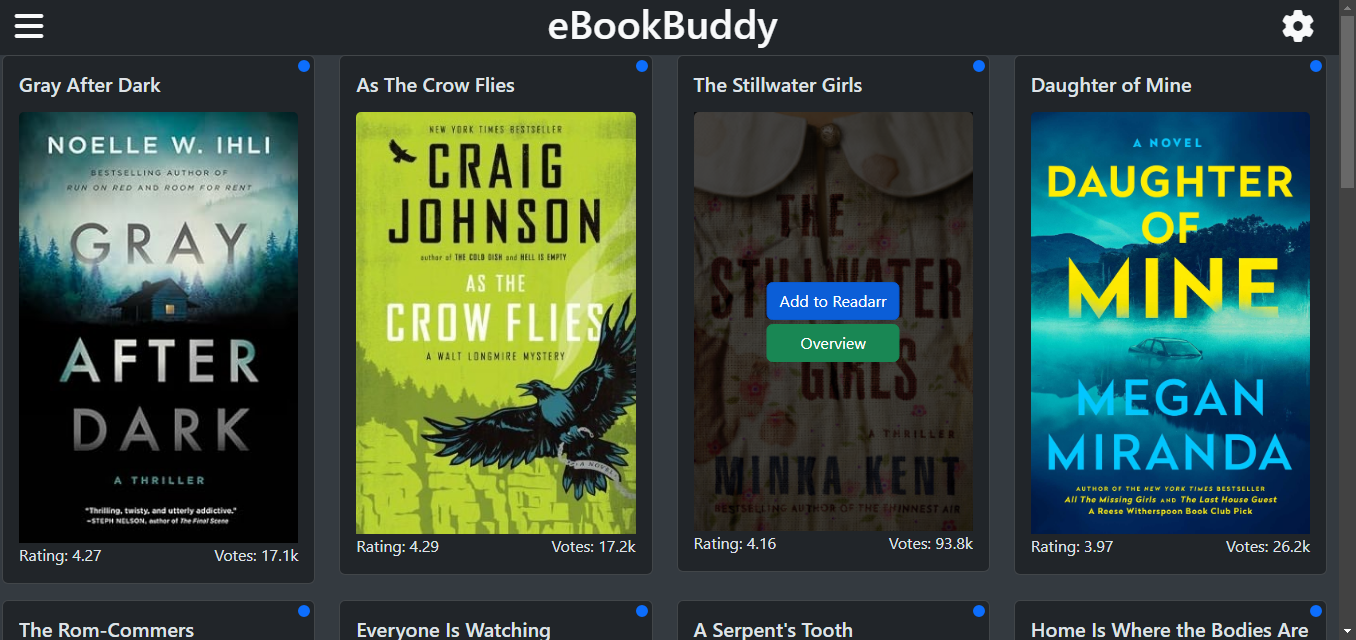 eBookBuddy
Gray After Dark
NOELLE W. IHLI
BESTSELLING AUTHOR OF
RUN ON RED AND ROOM FOR RENT
GRAY
AFTER
DARK
A THRILLER
"Thrilling, twisty, and utterly addictive."
—STEPH NELSON, author of The Final Scene
Rating: 4.27
Votes: 17.1k
As The Crow Flies
NEW YORK TIMES BESTSELLER
CRAIG
JOHNSON
author of THE COLD DISH and HELL IS EMPTY
AS THE
CROW FLIES
A WALT LONGMIRE MYSTERY
A NOVEL
Rating: 4.29
Votes: 17.2k
The Stillwater Girls
THE
STILLWATER
GIRLS
Add to Readarr
Overview
A THRILLER
MINKA KENT
BESTSELLING AUTHOR OF THE THINNEST AIR
Rating: 4.16
Votes: 93.8k
Daughter of Mine
A NOVEL
DAUGHTER
OF
MINE
MEGAN
MIRANDA
AUTHOR OF THE NEW YORK TIMES BESTSELLER
All The Missing Girls AND The Last House Guest
A Reese Witherspoon Book Club Pick
Rating: 3.97
Votes: 26.2k
The Rom-Commers
Everyone Is Watching
A Serpent's Tooth
Home Is Where the Bodies Are